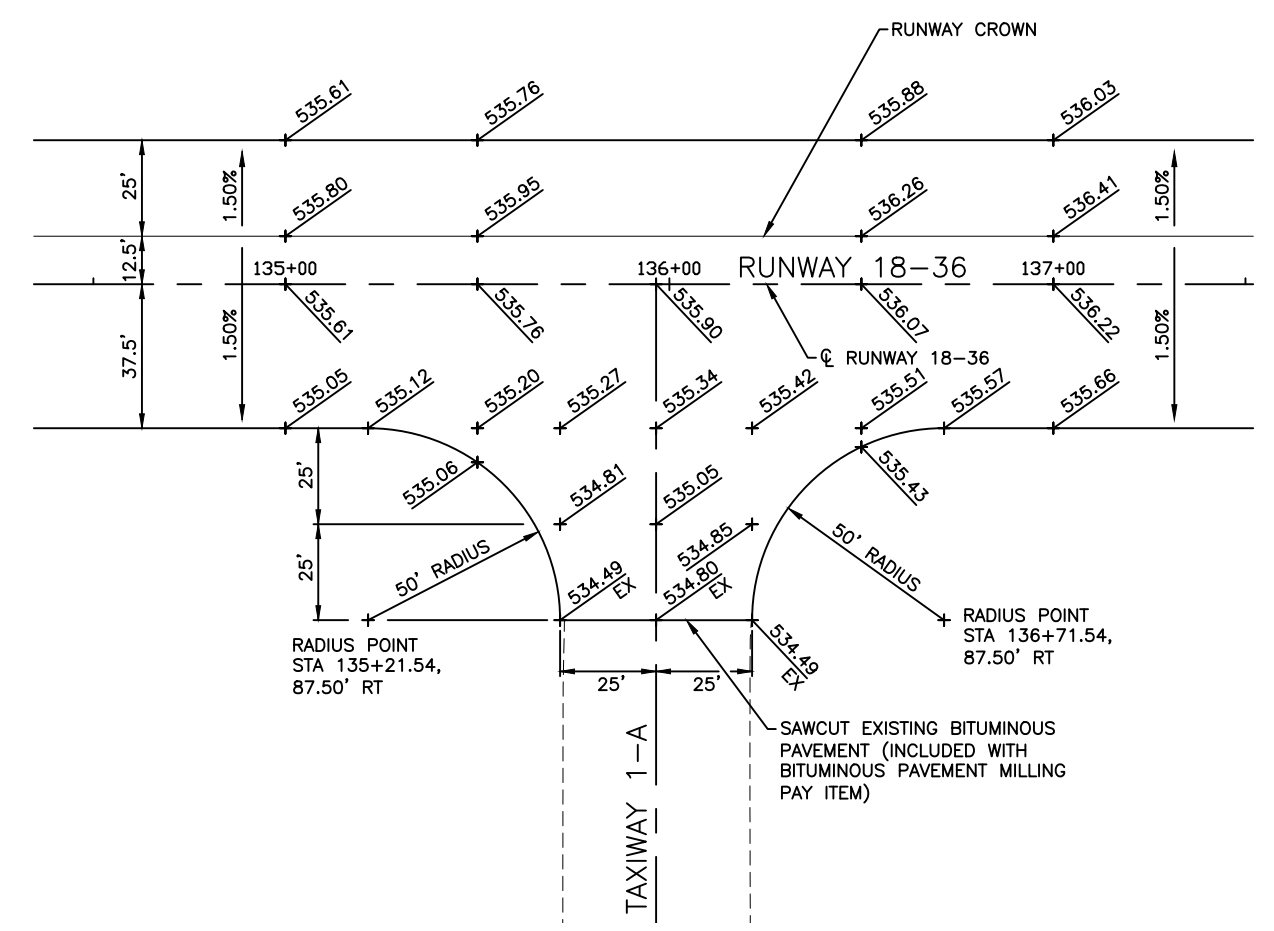 RUNWAY CROWN
535.61
535.76
535.88
536.03
25'
1.50%
1.50%
535.80
535.95
536.26
536.41
12.5'
135+00
136+00
RUNWAY 18-36
137+00
535.61
535.76
535.90
536.07
536.22
37.5'
1.50%
1.50%
℄ RUNWAY 18-36
535.05
535.12
535.20
535.27
535.34
535.42
535.51
535.57
535.66
25'
535.06
534.81
535.05
535.43
25'
50' RADIUS
534.85
50' RADIUS
534.49
EX
534.80
EX
534.49
EX
RADIUS POINT
STA 135+21.54,
87.50' RT
RADIUS POINT
STA 136+71.54,
87.50' RT
25'
25'
TAXIWAY 1-A
SAWCUT EXISTING BITUMINOUS
PAVEMENT (INCLUDED WITH
BITUMINOUS PAVEMENT MILLING
PAY ITEM)